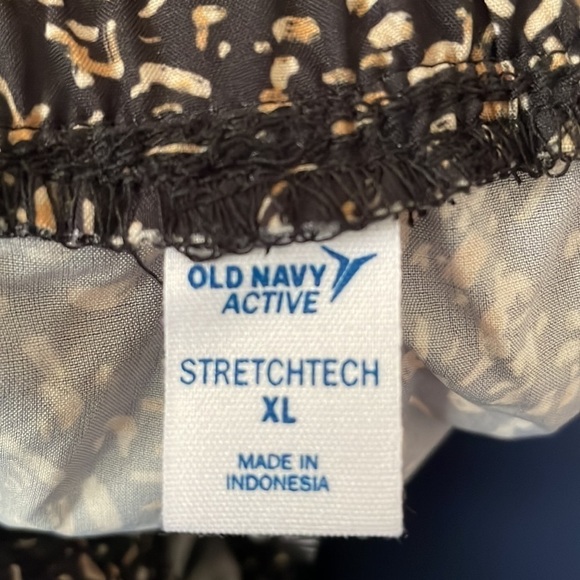 OLD NAVY
ACTIVE
STRETCHTECH
XL
MADE IN
INDONESIA